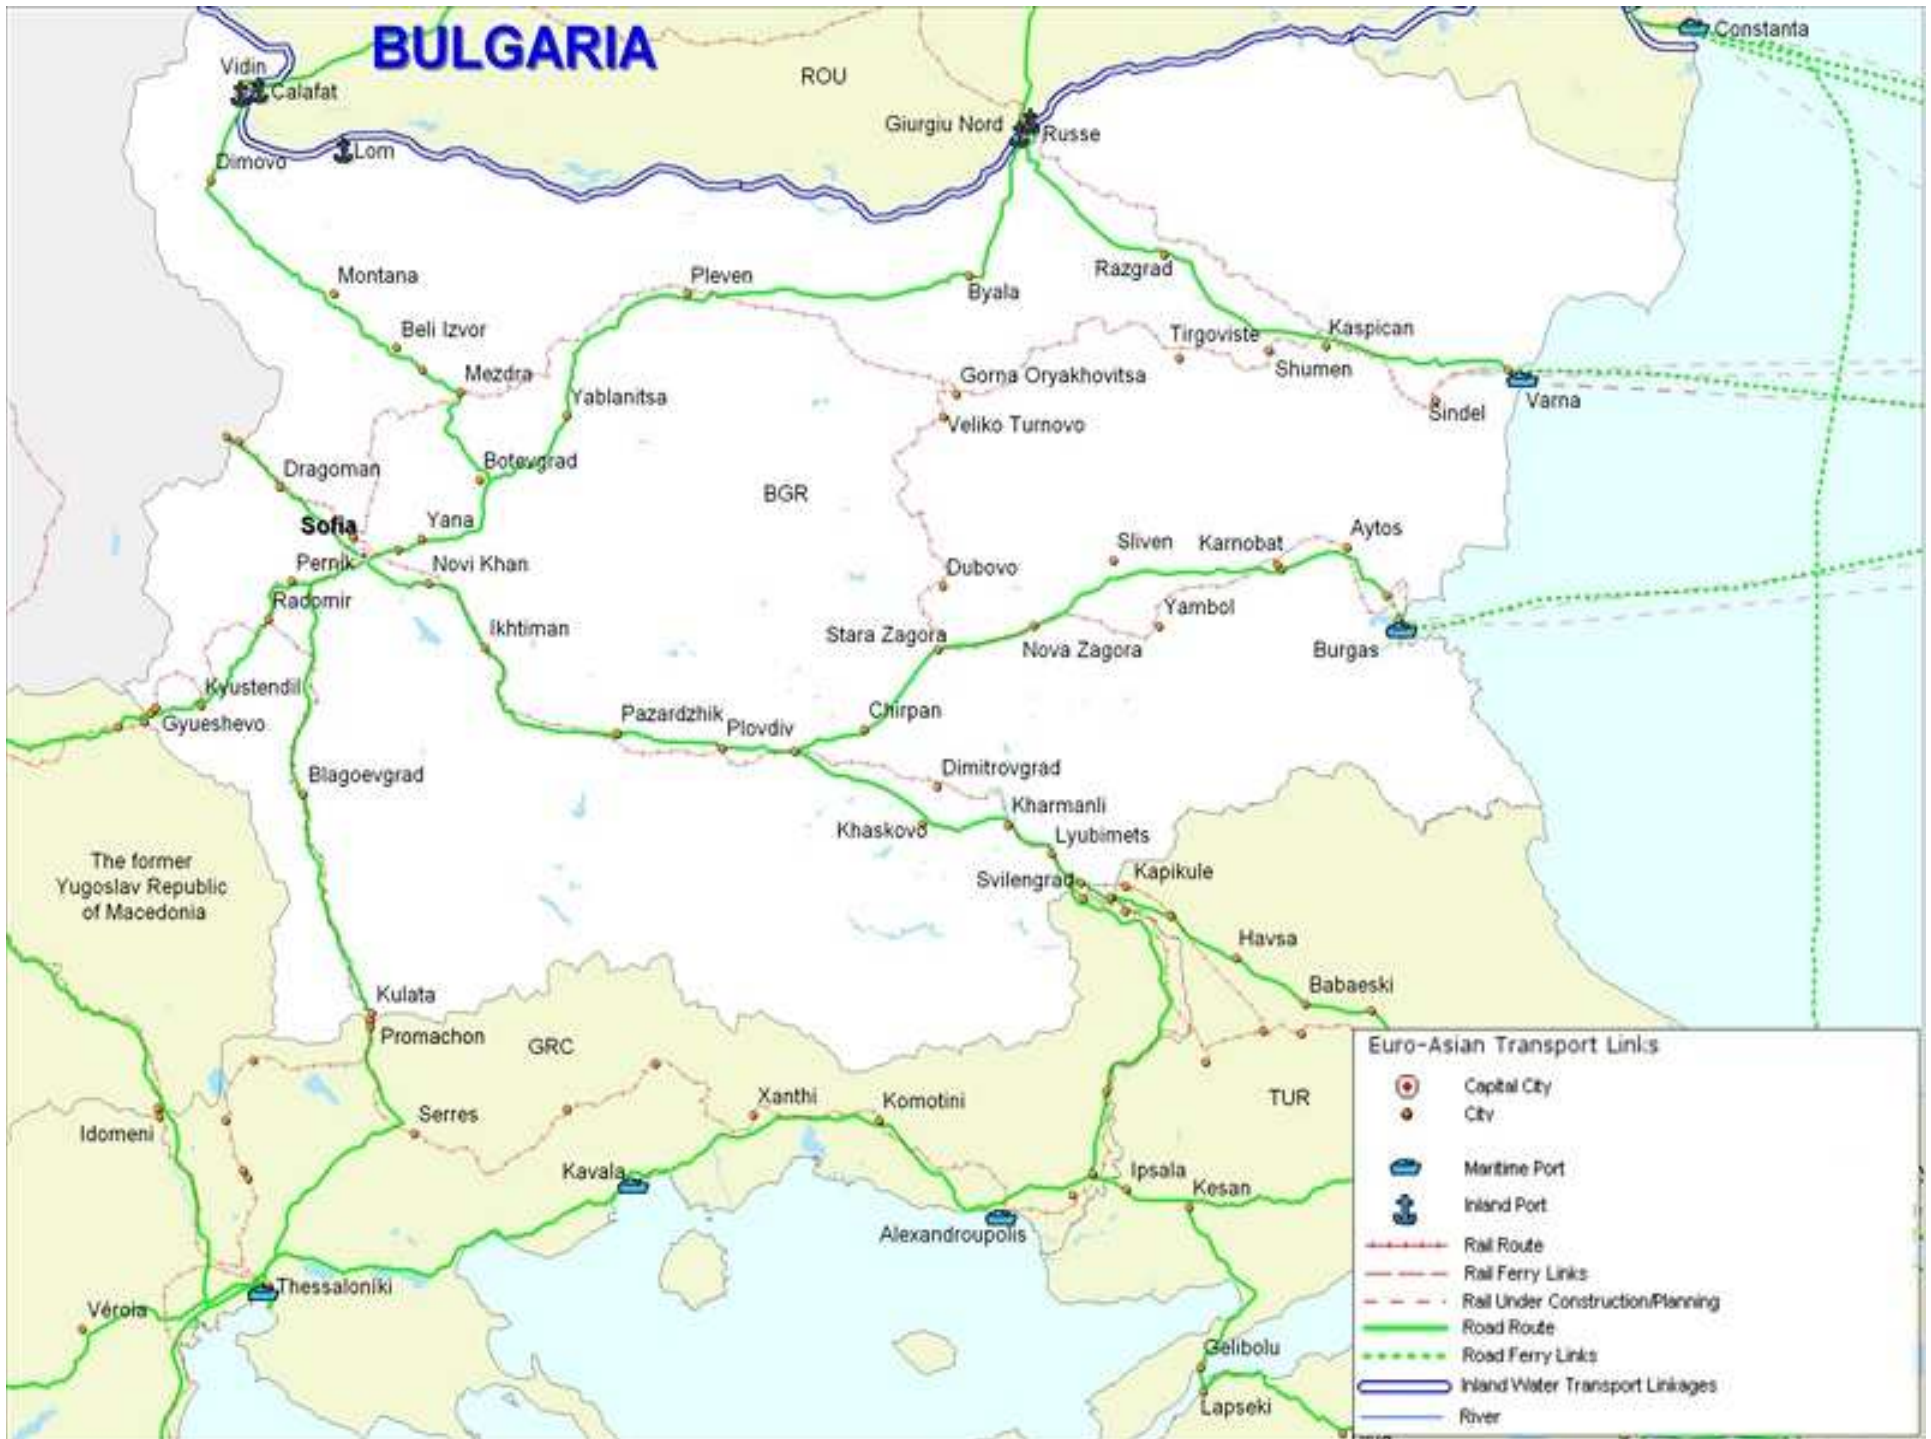 BULGARIA
Constanta
Vidin
ROU
Calafat
Giurgiu Nord
Russe
Lom
Dimovo
Montana
Pleven
Razgrad
Byala
Beli Izvor
Tirgoviste
Kaspican
Mezdra
Gorna Oryakhovitsa
Shumen
Yablanitsa
Varna
Sindel
Veliko Turnovo
Dragoman
Botevgrad
BGR
Sofia
Yana
Aytos
Sliven
Karnobat
Pernik
Novi Khan
Dubovo
Radomir
Yambol
Ikhtiman
Stara Zagora
Nova Zagora
Burgas
Kyustendil
Gyueshevo
Pazardzhik
Plovdiv
Chirpan
Blagoevgrad
Dimitrovgrad
Kharmanli
Khaskovo
Lyubimets
The former
Yugoslav Republic
of Macedonia
Svilengrad
Kapikule
Havsa
Babaeski
Kulata
Promachon
GRC
Xanthi
Komotini
TUR
Serres
Idomeni
Kavala
Ipsala
Kesan
Alexandroupolis
Thessaloniki
Véroia
Gelibolu
Lapseki
Euro-Asian Transport Links
Capital City
City
Maritime Port
Inland Port
Rail Route
Rail Ferry Links
Rail Under Construction/Planning
Road Route
Road Ferry Links
Inland Water Transport Linkages
River